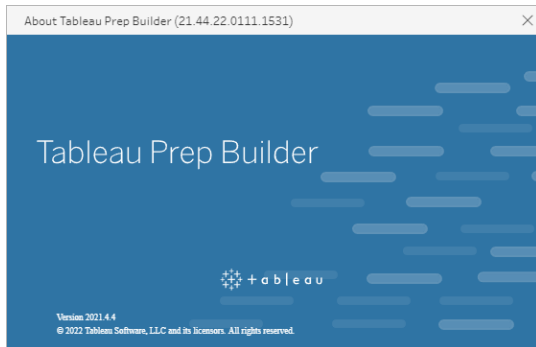 About Tableau Prep Builder (21.44.22.0111.1531)
Tableau Prep Builder
+ableau
Version 2021.4.4
© 2022 Tableau Software, LLC and its licensors. All rights reserved.